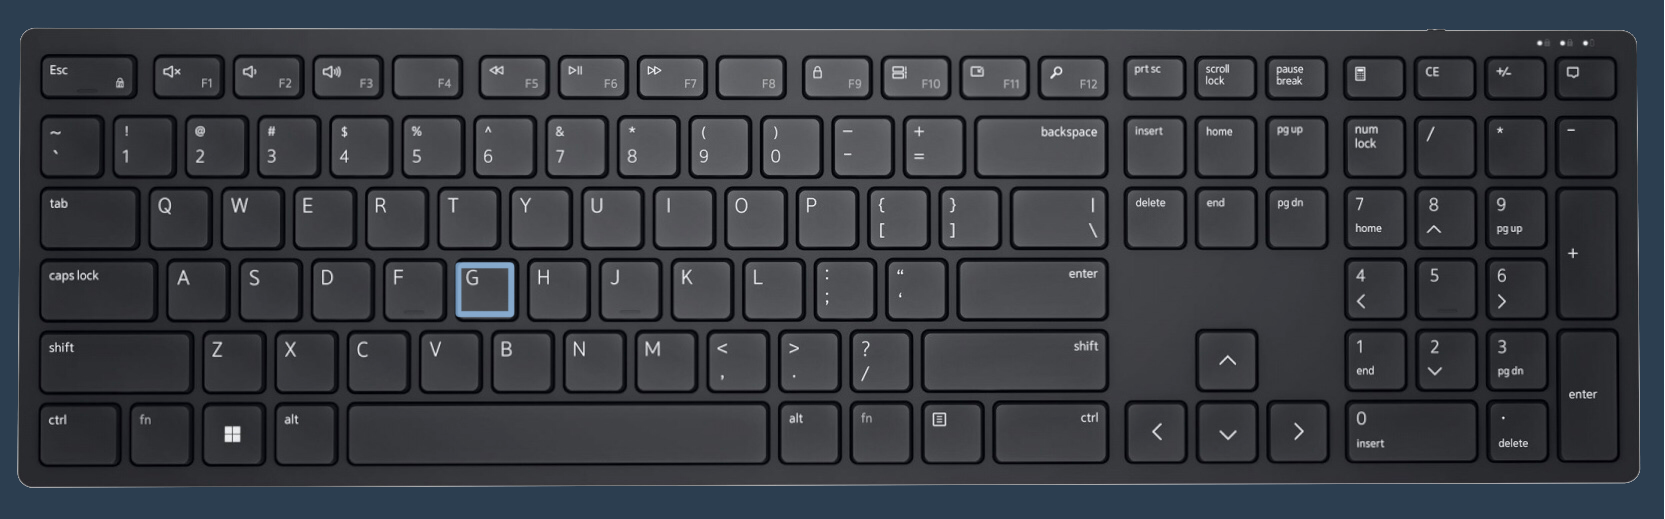 Esc F1 F2 F3 F4 F5 F6 F7 F8 F9 F10 F11 F12 prt sc scroll lock pause break CE +/-
~ ! @ # $ % ^ & * ( ) – + backspace insert home pg up num lock / * –
` 1 2 3 4 5 6 7 8 9 0 - =
tab Q W E R T Y U I O P { } | delete end pg dn 7 8 9 +
[ ] \ home pg up
caps lock A S D F G H J K L : “ enter 4 5 6
; ‘
shift Z X C V B N M < > ? shift 1 2 3 enter
, . / end pg dn
ctrl fn alt alt fn ctrl 0 .
insert delete